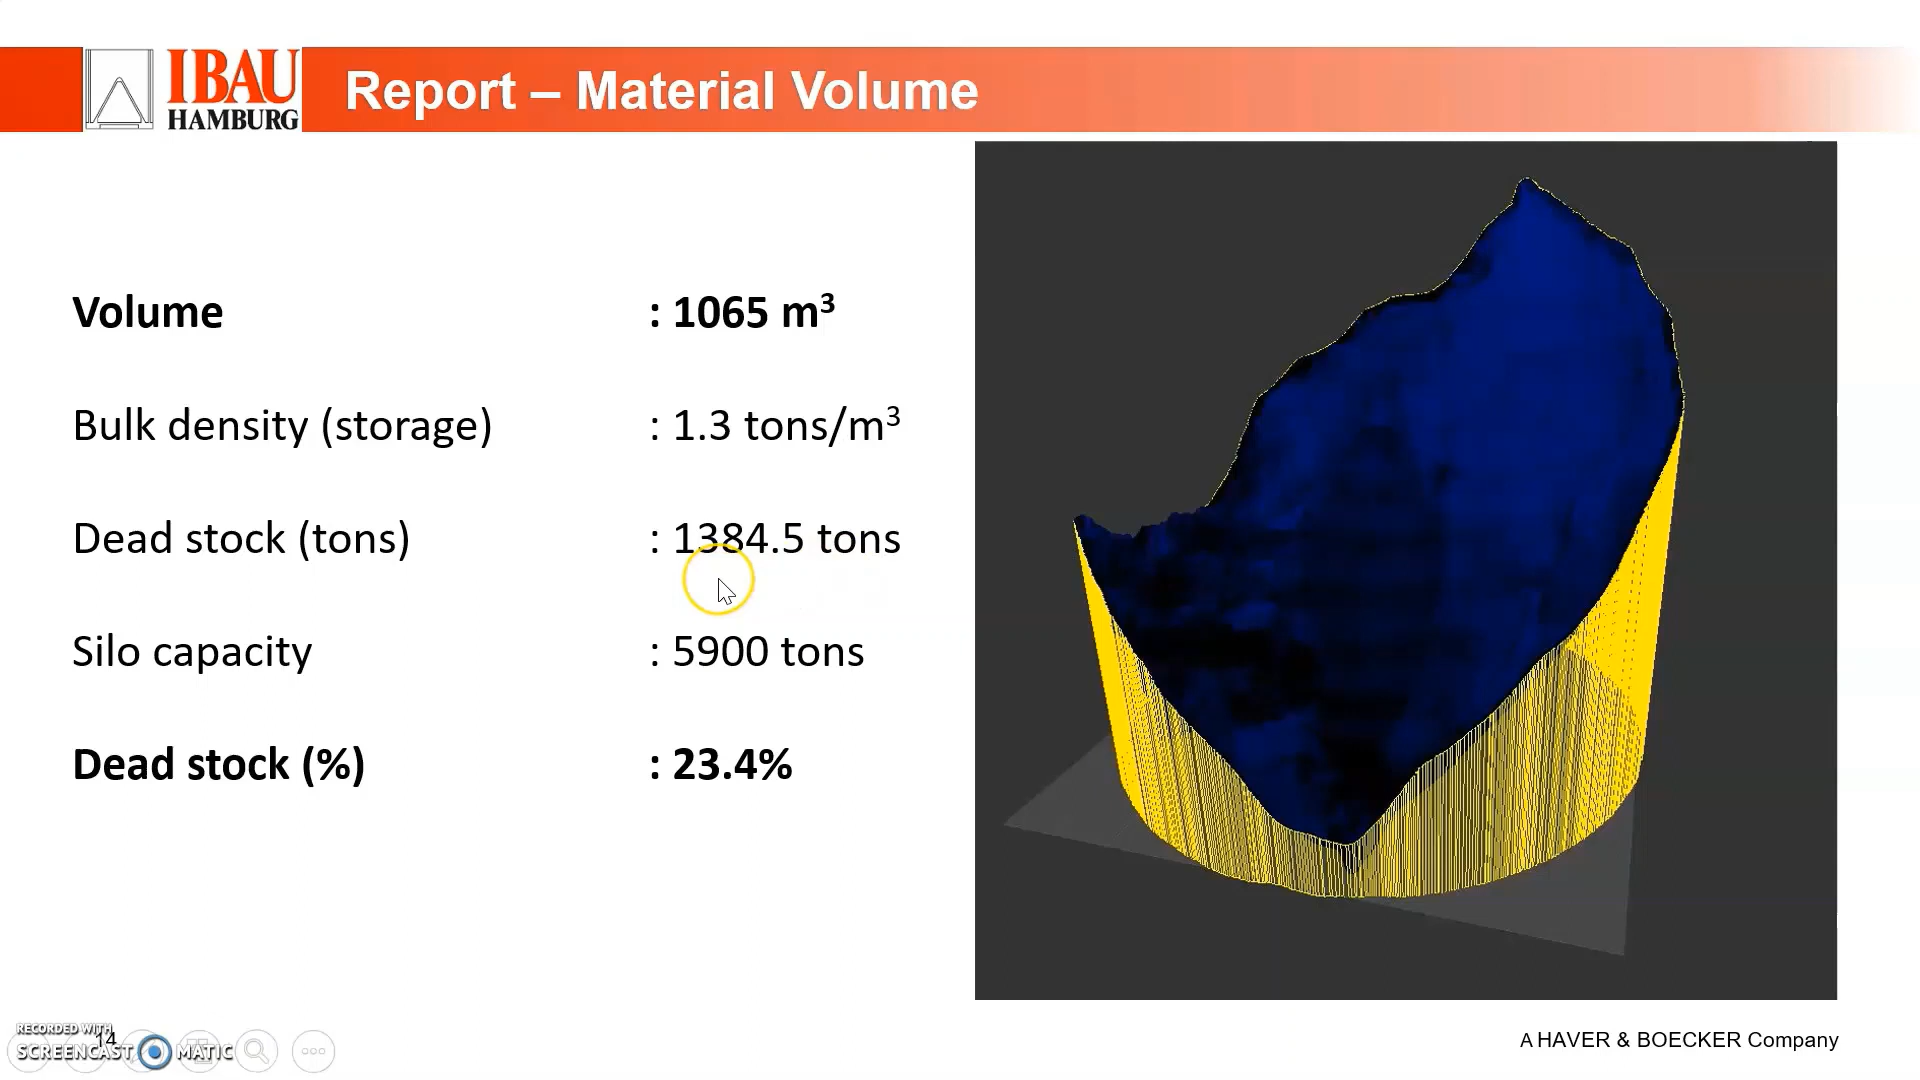 IBAU
HAMBURG
Report – Material Volume
Volume : 1065 m³
Bulk density (storage) : 1.3 tons/m³
Dead stock (tons) : 1384.5 tons
Silo capacity : 5900 tons
Dead stock (%) : 23.4%
RECORDED WITH
SCREENCAST MATIC
14
A HAVER & BOECKER Company